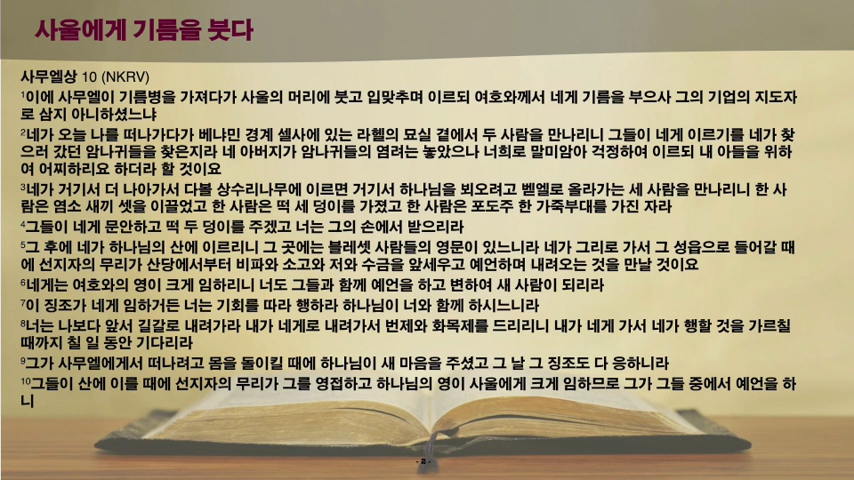 사울에게 기름을 붓다
사무엘상 10 (NKRV)
1이에 사무엘이 기름병을 가져다가 사울의 머리에 붓고 입맞추며 이르되 여호와께서 네게 기름을 부으사 그의 기업의 지도자
로 삼지 아니하셨느냐
2네가 오늘 나를 떠나가다가 베냐민 경계 셀사에 있는 라헬의 묘실 곁에서 두 사람을 만나리니 그들이 네게 이르기를 네가 찾
으러 갔던 암나귀들을 찾은지라 네 아버지가 암나귀들의 염려는 놓았으나 너희로 말미암아 걱정하여 이르되 내 아들을 위하
여 어찌하리요 하더라 할 것이요
3네가 거기서 더 나아가서 다볼 상수리나무에 이르면 거기서 하나님을 뵈오려고 벧엘로 올라가는 세 사람을 만나리니 한 사
람은 염소 새끼 셋을 이끌었고 한 사람은 떡 세 덩이를 가졌고 한 사람은 포도주 한 가죽부대를 가진 자라
4그들이 네게 문안하고 떡 두 덩이를 주겠고 너는 그의 손에서 받으리라
5그 후에 네가 하나님의 산에 이르리니 그 곳에는 블레셋 사람들의 영문이 있느니라 네가 그리로 가서 그 성읍으로 들어갈 때
에 선지자의 무리가 산당에서부터 비파와 소고와 저와 수금을 앞세우고 예언하며 내려오는 것을 만날 것이요
6네게는 여호와의 영이 크게 임하리니 너도 그들과 함께 예언을 하고 변하여 새 사람이 되리라
7이 징조가 네게 임하거든 너는 기회를 따라 행하라 하나님이 너와 함께 하시느니라
8너는 나보다 앞서 길갈로 내려가라 내가 네게로 내려가서 번제와 화목제를 드리리니 내가 네게 가서 네가 행할 것을 가르칠
때까지 칠 일 동안 기다리라
9그가 사무엘에게서 떠나려고 몸을 돌이킬 때에 하나님이 새 마음을 주셨고 그 날 그 징조도 다 응하니라
10그들이 산에 이를 때에 선지자의 무리가 그를 영접하고 하나님의 영이 사울에게 크게 임하므로 그가 그들 중에서 예언을 하
니
- 2 -